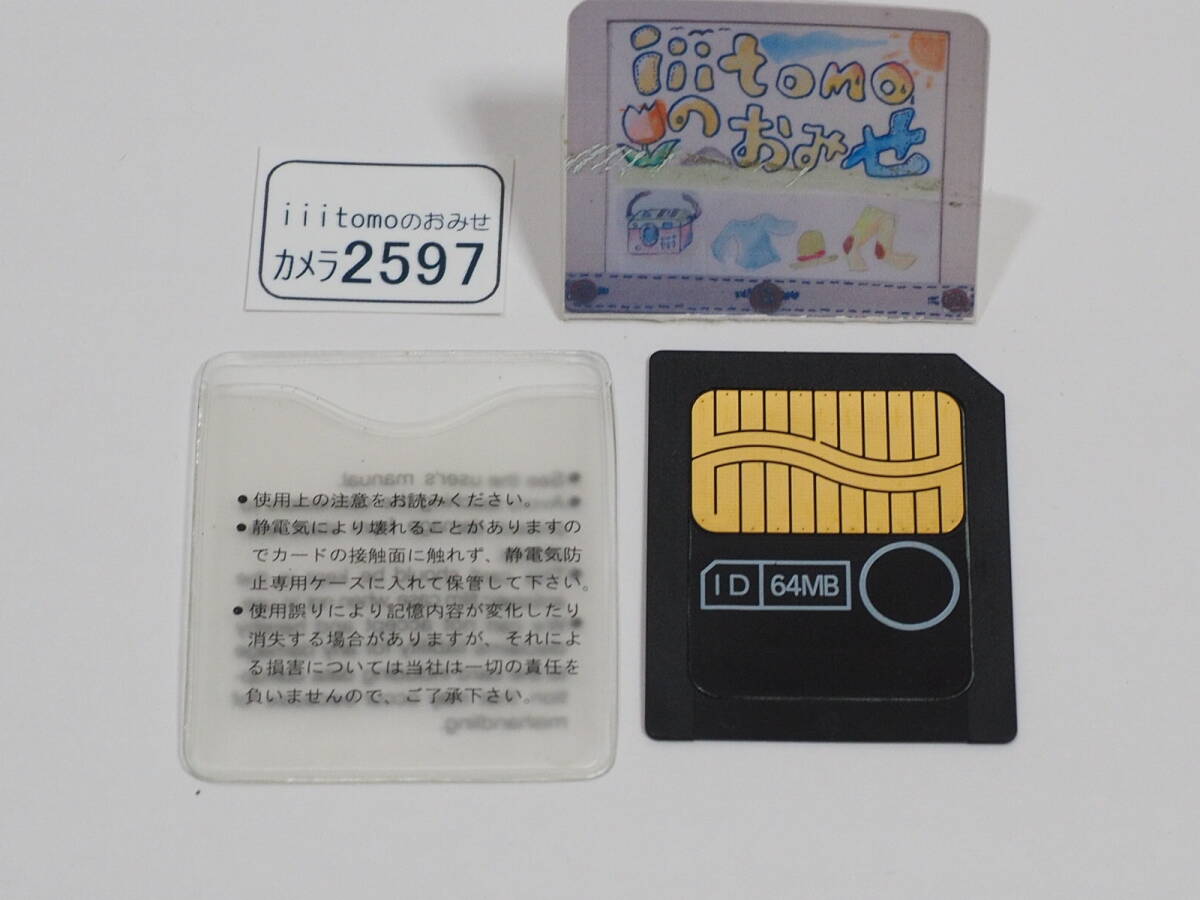 iiitomo
のおみせ
iiitomoのおみせ
カメラ2597
●使用上の注意をお読みください。
●静電気により壊れることがありますの
でカードの接触面に触れず、静電気防
止専用ケースに入れて保管して下さい。
●使用誤りにより記憶内容が変化したり
消失する場合がありますが、それによ
る損害については当社は一切の責任を
負いませんので、ご了承下さい。
●See the user's manual.
mishandling.
ID 64MB